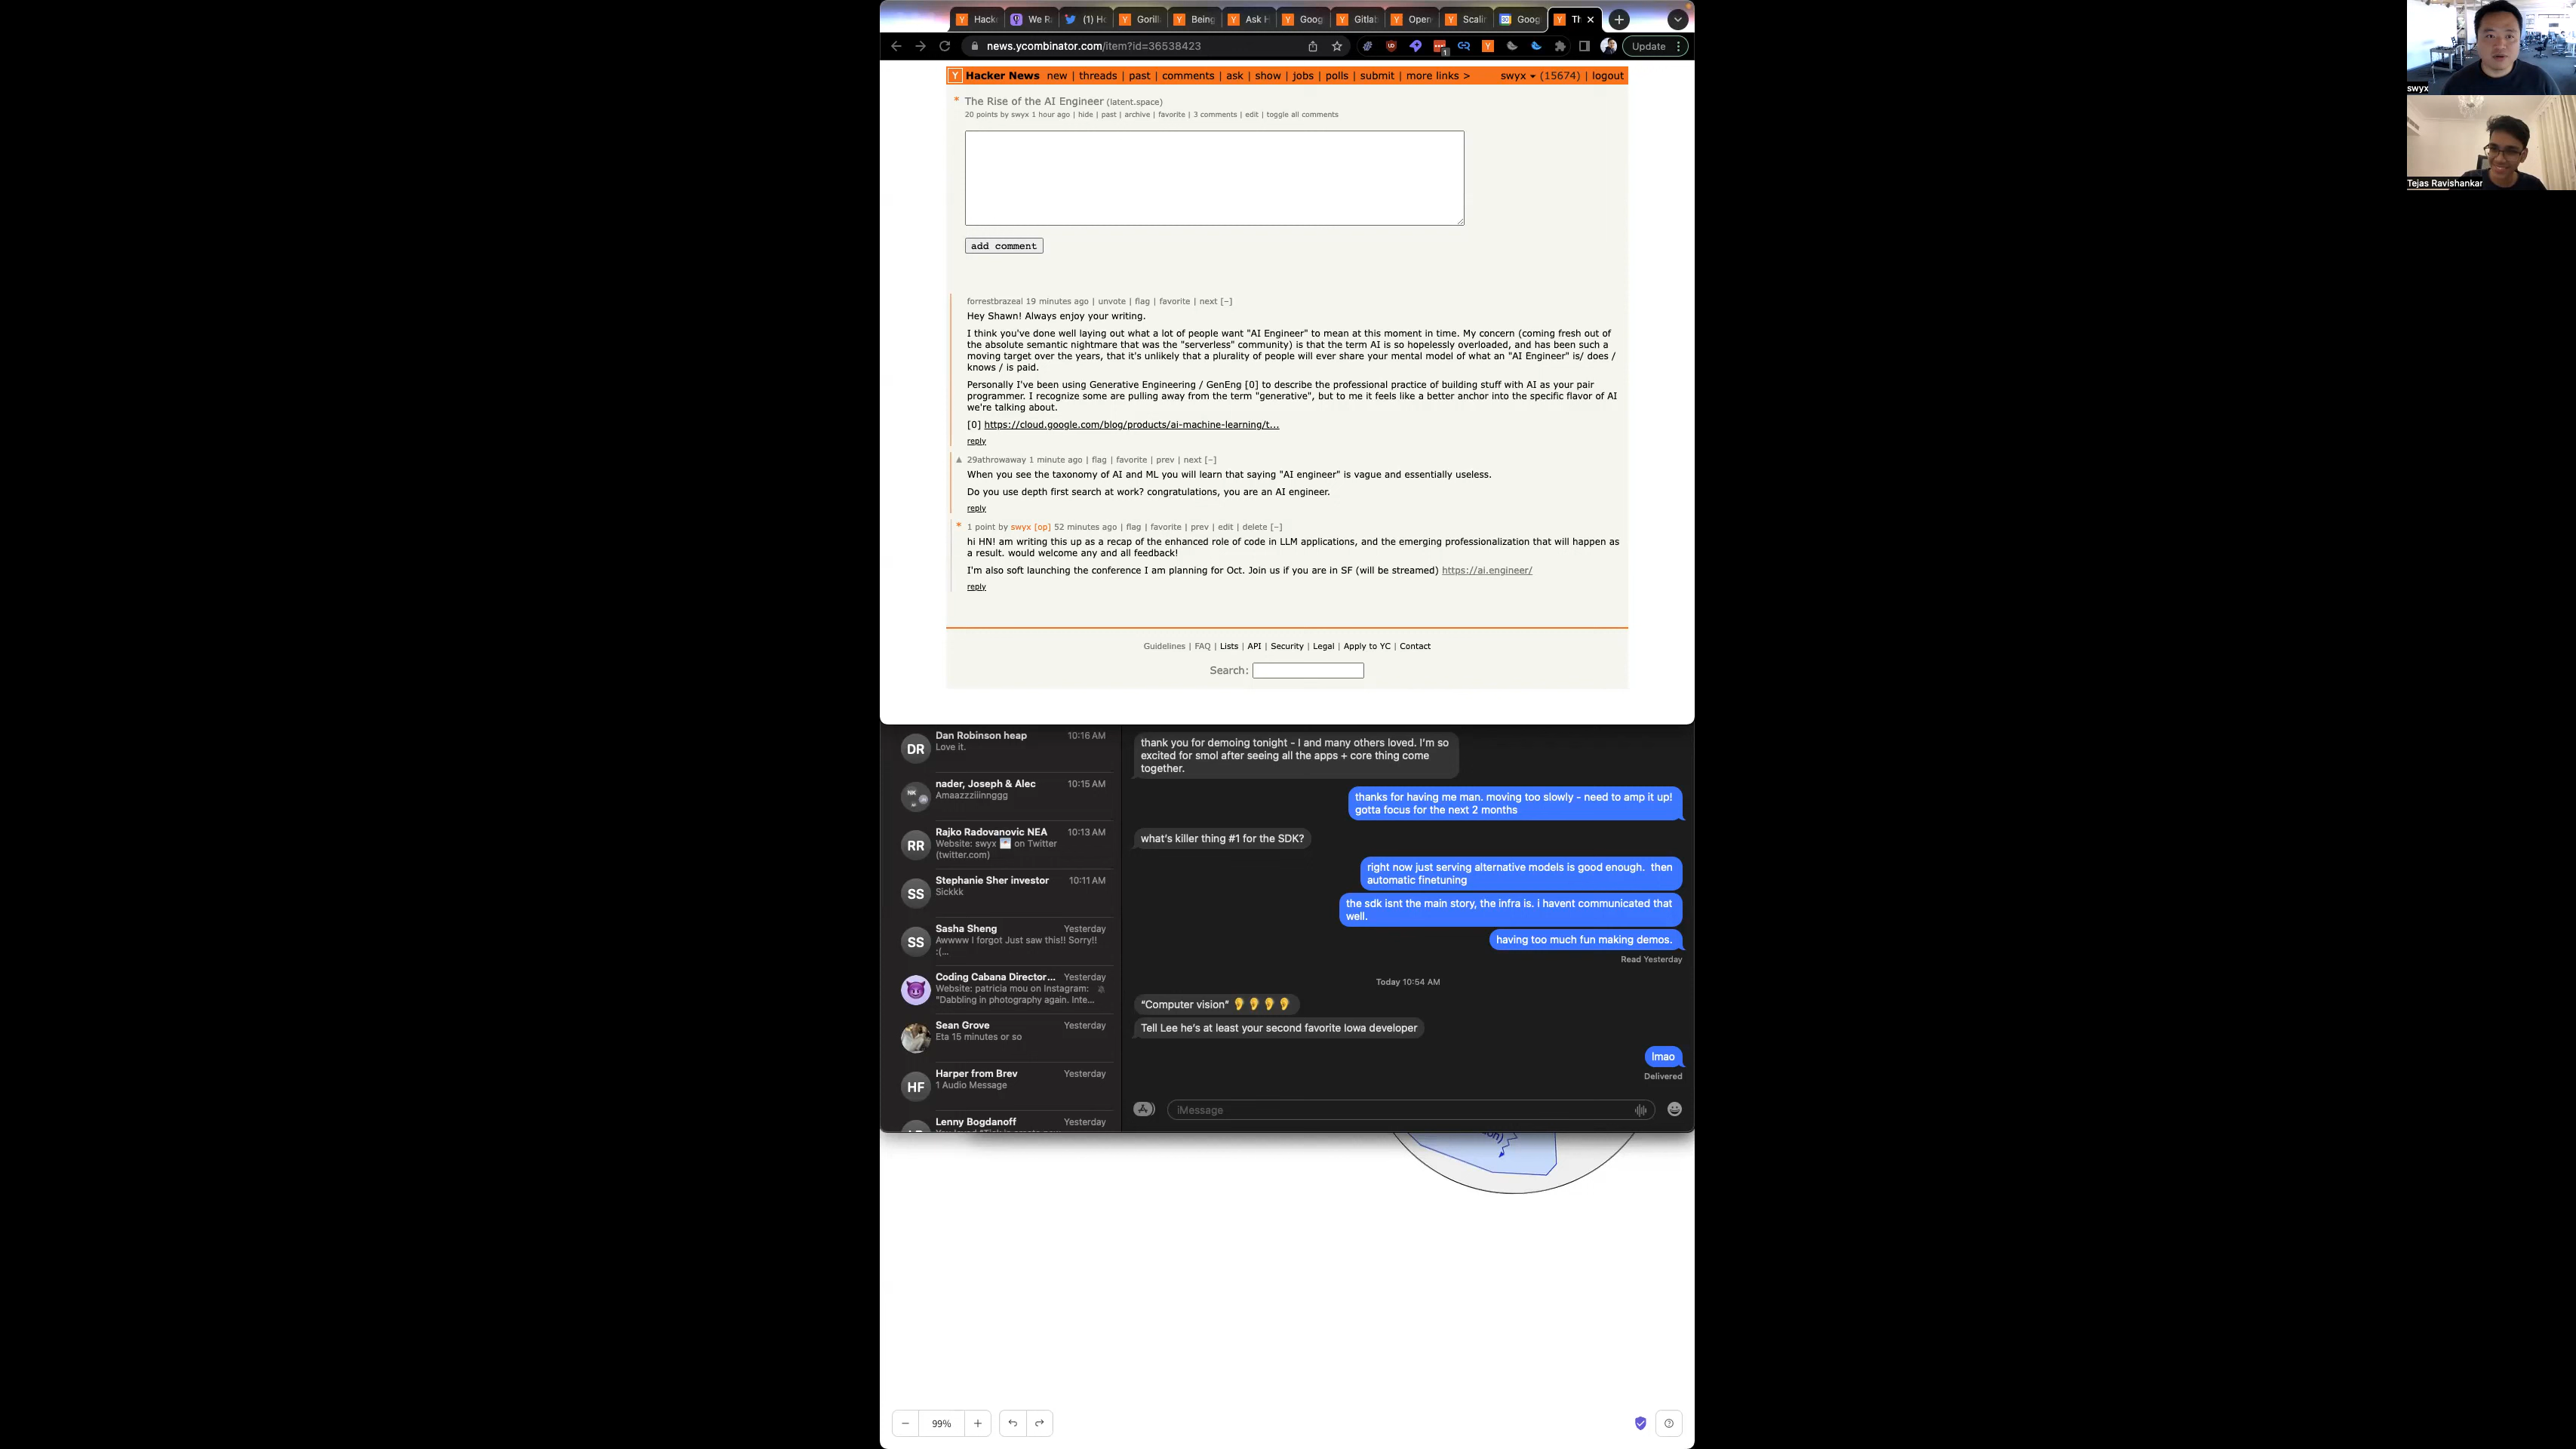 Hack
We R
(1) Ho
Goril
Being
Ask H
Goog
Gitlab
Open
Scalin
Goog
Th
news.ycombinator.com/item?id=36538423
1
Update
Y Hacker News new | threads | past | comments | ask | show | jobs | polls | submit | more links > swyx (15674) | logout
* The Rise of the AI Engineer (latent.space)
20 points by swyx 1 hour ago | hide | past | archive | favorite | 3 comments | edit | toggle all comments
add comment
forrestbrazeal 19 minutes ago | unvote | flag | favorite | next [–]
Hey Shawn! Always enjoy your writing.
I think you've done well laying out what a lot of people want "AI Engineer" to mean at this moment in time. My concern (coming fresh out of
the absolute semantic nightmare that was the "serverless" community) is that the term AI is so hopelessly overloaded, and has been such a
moving target over the years, that it's unlikely that a plurality of people will ever share your mental model of what an "AI Engineer" is/ does /
knows / is paid.
Personally I've been using Generative Engineering / GenEng [0] to describe the professional practice of building stuff with AI as your pair
programmer. I recognize some are pulling away from the term "generative", but to me it feels like a better anchor into the specific flavor of AI
we're talking about.
[0] https://cloud.google.com/blog/products/ai-machine-learning/t...
reply
29athrowaway 1 minute ago | flag | favorite | prev | next [–]
When you see the taxonomy of AI and ML you will learn that saying "AI engineer" is vague and essentially useless.
Do you use depth first search at work? congratulations, you are an AI engineer.
reply
* 1 point by swyx [op] 52 minutes ago | flag | favorite | prev | edit | delete [–]
hi HN! am writing this up as a recap of the enhanced role of code in LLM applications, and the emerging professionalization that will happen as
a result. would welcome any and all feedback!
I'm also soft launching the conference I am planning for Oct. Join us if you are in SF (will be streamed) https://ai.engineer/
reply
Guidelines | FAQ | Lists | API | Security | Legal | Apply to YC | Contact
Search:
DR
Dan Robinson heap 10:16 AM
Love it.
NK
nader, Joseph & Alec 10:15 AM
Amaazzziiinnggg
RR
Rajko Radovanovic NEA 10:13 AM
Website: swyx on Twitter
(twitter.com)
SS
Stephanie Sher investor 10:11 AM
Sickkk
SS
Sasha Sheng Yesterday
Awwww I forgot Just saw this!! Sorry!!
:(...
Coding Cabana Director... Yesterday
Website: patricia mou on Instagram:
"Dabbling in photography again. Inte...
Sean Grove Yesterday
Eta 15 minutes or so
HF
Harper from Brev Yesterday
1 Audio Message
Lenny Bogdanoff Yesterday
thank you for demoing tonight - I and many others loved. I'm so
excited for smol after seeing all the apps + core thing come
together.
thanks for having me man. moving too slowly - need to amp it up!
gotta focus for the next 2 months
what's killer thing #1 for the SDK?
right now just serving alternative models is good enough. then
automatic finetuning
the sdk isnt the main story, the infra is. i havent communicated that
well.
having too much fun making demos.
Read Yesterday
Today 10:54 AM
“Computer vision” 👂👂👂👂
Tell Lee he's at least your second favorite Iowa developer
lmao
Delivered
iMessage
99%
swyx
Tejas Ravishankar